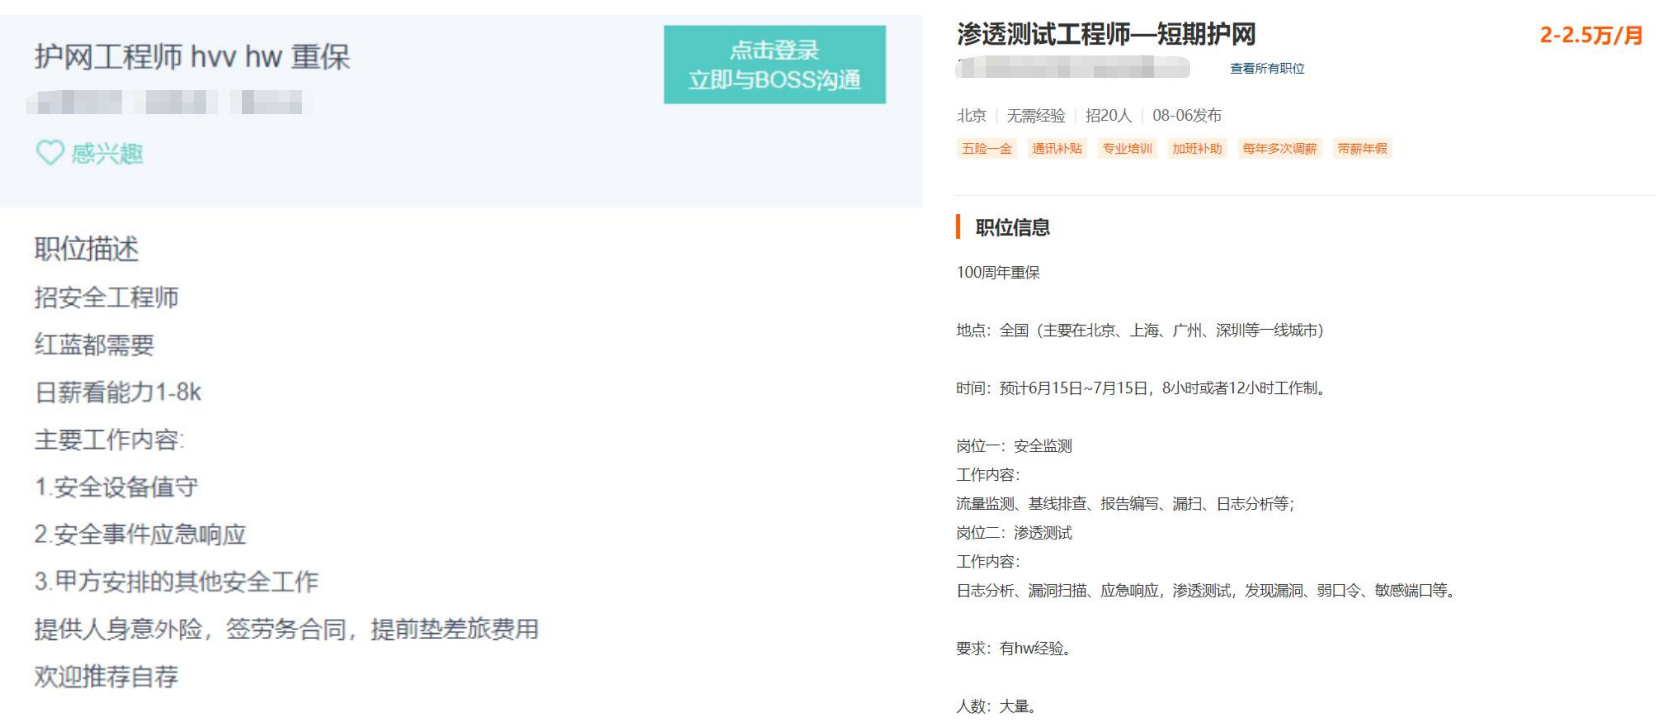 护网工程师 hvv hw 重保
点击登录
立即与BOSS沟通
感兴趣
职位描述
招安全工程师
红蓝都需要
日薪看能力1-8k
主要工作内容:
1.安全设备值守
2.安全事件应急响应
3.甲方安排的其他安全工作
提供人身意外险，签劳务合同，提前垫差旅费用
欢迎推荐自荐
渗透测试工程师—短期护网
2-2.5万/月
查看所有职位
北京 | 无需经验 | 招20人 | 08-06发布
五险一金 通讯补贴 专业培训 加班补助 每年多次调薪 带薪年假
职位信息
100周年重保
地点：全国（主要在北京、上海、广州、深圳等一线城市）
时间：预计6月15日~7月15日，8小时或者12小时工作制。
岗位一：安全监测
工作内容：
流量监测、基线排查、报告编写、漏扫、日志分析等；
岗位二：渗透测试
工作内容：
日志分析、漏洞扫描、应急响应，渗透测试，发现漏洞、弱口令、敏感端口等。
要求：有hw经验。
人数：大量。